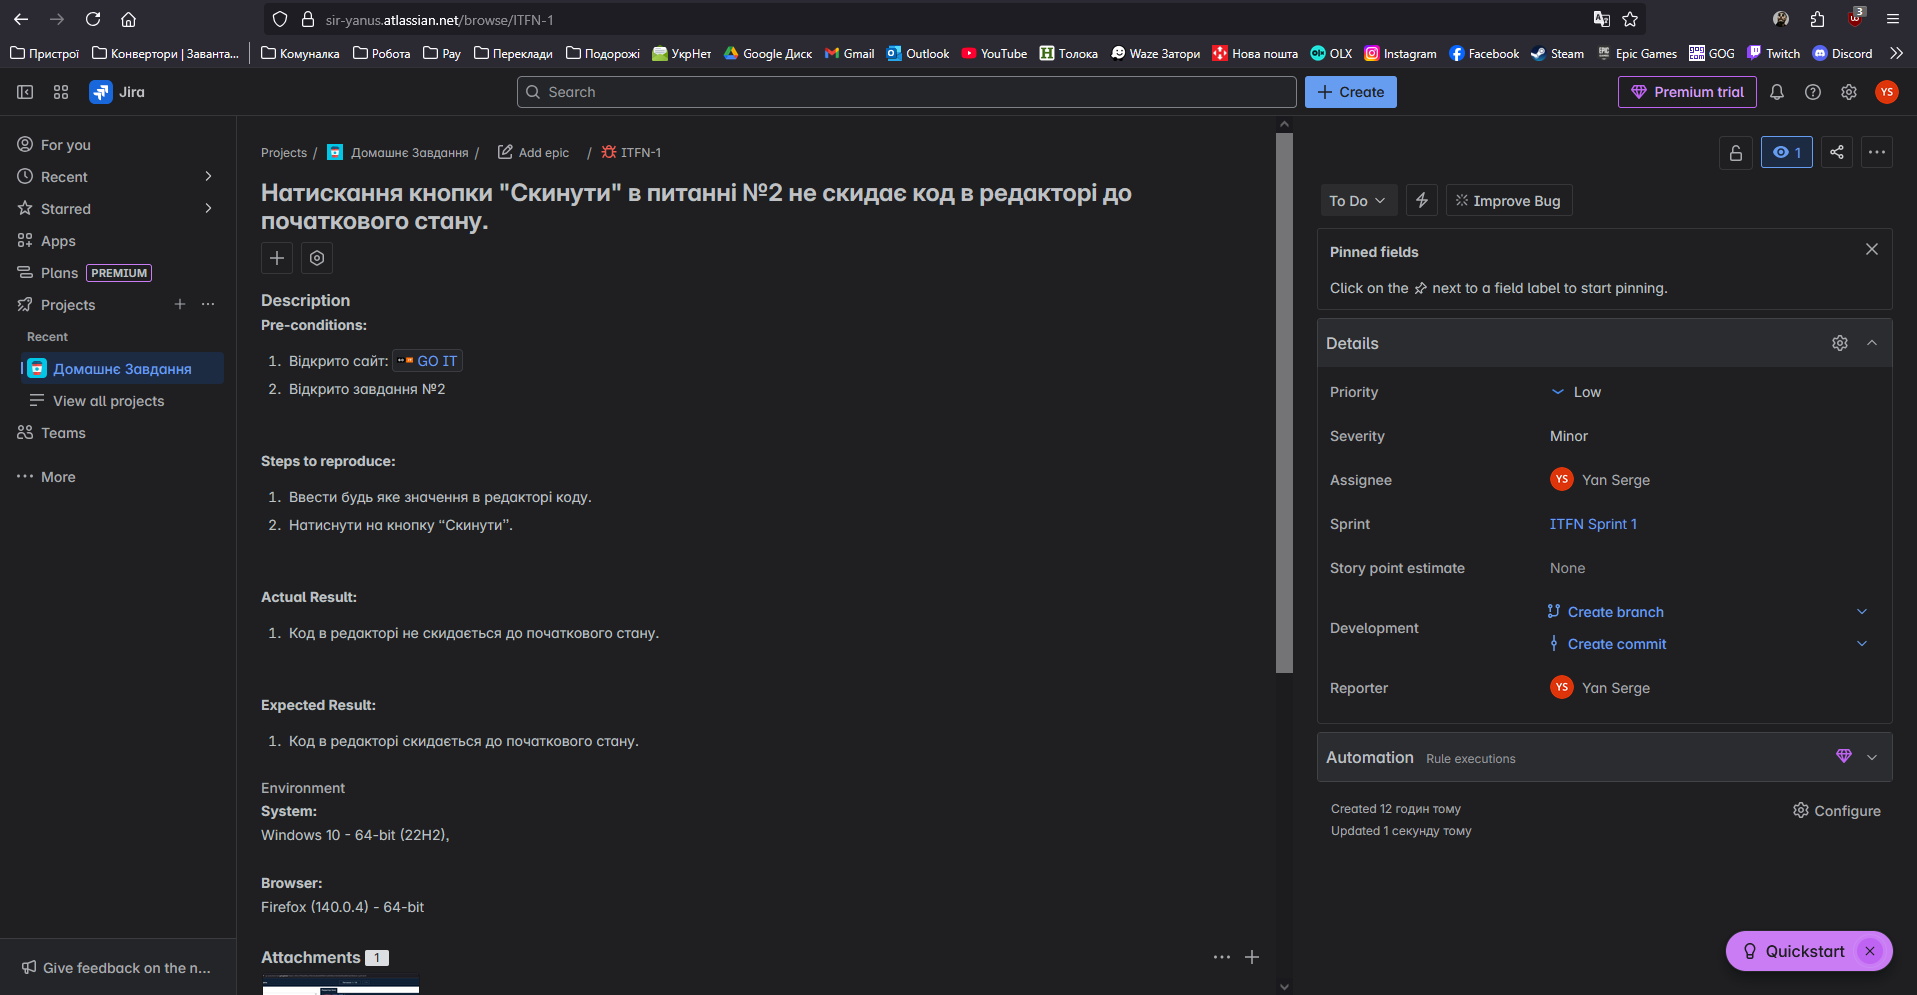 sir-yanus.atlassian.net/browse/ITFN-1
3
Пристрої
Конвертори | Заванта...
Комуналка
Робота
Pay
Переклади
Подорожі
УкрНет
Google Диск
Gmail
Outlook
YouTube
Толока
Waze Затори
Нова пошта
OLX
Instagram
Facebook
Steam
Epic Games
GOG
Twitch
Discord
Jira
Search
Create
Premium trial
YS
For you
Recent
Starred
Apps
Plans PREMIUM
Projects
Recent
Домашнє Завдання
View all projects
Teams
More
Give feedback on the n...
Projects / Домашнє Завдання / Add epic / ITFN-1
Натискання кнопки "Скинути" в питанні №2 не скидає код в редакторі до
початкового стану.
Description
Pre-conditions:
1. Відкрито сайт: GO IT
2. Відкрито завдання №2
Steps to reproduce:
1. Ввести будь яке значення в редакторі коду.
2. Натиснути на кнопку “Скинути”.
Actual Result:
1. Код в редакторі не скидається до початкового стану.
Expected Result:
1. Код в редакторі скидається до початкового стану.
Environment
System:
Windows 10 - 64-bit (22H2),
Browser:
Firefox (140.0.4) - 64-bit
Attachments 1
1
To Do
Improve Bug
Pinned fields
Click on the next to a field label to start pinning.
Details
Priority Low
Severity Minor
Assignee YS Yan Serge
Sprint ITFN Sprint 1
Story point estimate None
Development Create branch
Create commit
Reporter YS Yan Serge
Automation Rule executions
Created 12 годин тому
Updated 1 секунду тому
Configure
Quickstart